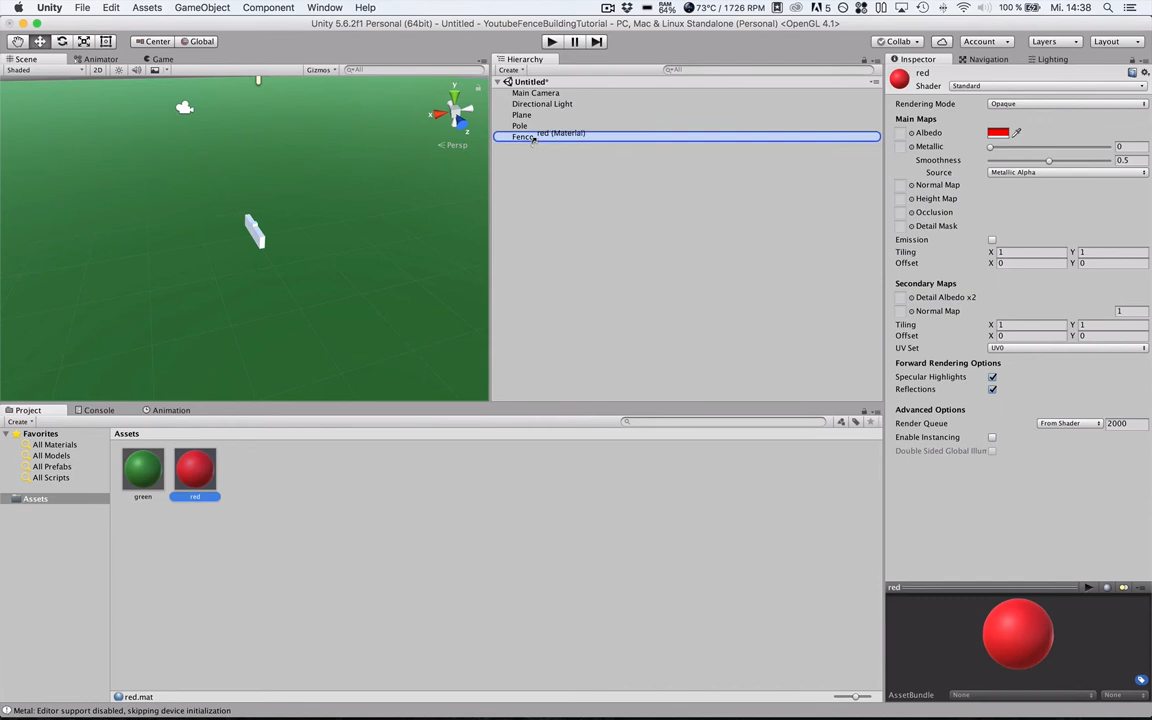 Unity File Edit Assets GameObject Component Window Help RAM 64% 73°C / 1726 RPM 5 100 % Mi. 14:38
Unity 5.6.2f1 Personal (64bit) - Untitled - YoutubeFenceBuildingTutorial - PC, Mac & Linux Standalone (Personal) <OpenGL 4.1>
Center Global Collab Account Layers Layout
Scene Animator Game Hierarchy Inspector Navigation Lighting
Shaded 2D Gizmos All Create All
red
Shader Standard
y
x
z
Persp
Untitled*
Main Camera
Directional Light
Plane
Pole
Fence
red (Material)
Rendering Mode Opaque
Main Maps
Albedo
Metallic 0
Smoothness 0.5
Source Metallic Alpha
Normal Map
Height Map
Occlusion
Detail Mask
Emission
Tiling X 1 Y 1
Offset X 0 Y 0
Secondary Maps
Detail Albedo x2
Normal Map 1
Tiling X 1 Y 1
Offset X 0 Y 0
UV Set UV0
Forward Rendering Options
Specular Highlights
Reflections
Advanced Options
Render Queue From Shader 2000
Enable Instancing
Double Sided Global Illum
Project Console Animation
Create
Favorites
All Materials
All Models
All Prefabs
All Scripts
Assets
Assets
green red
red.mat
red
AssetBundle None None
Metal: Editor support disabled, skipping device initialization